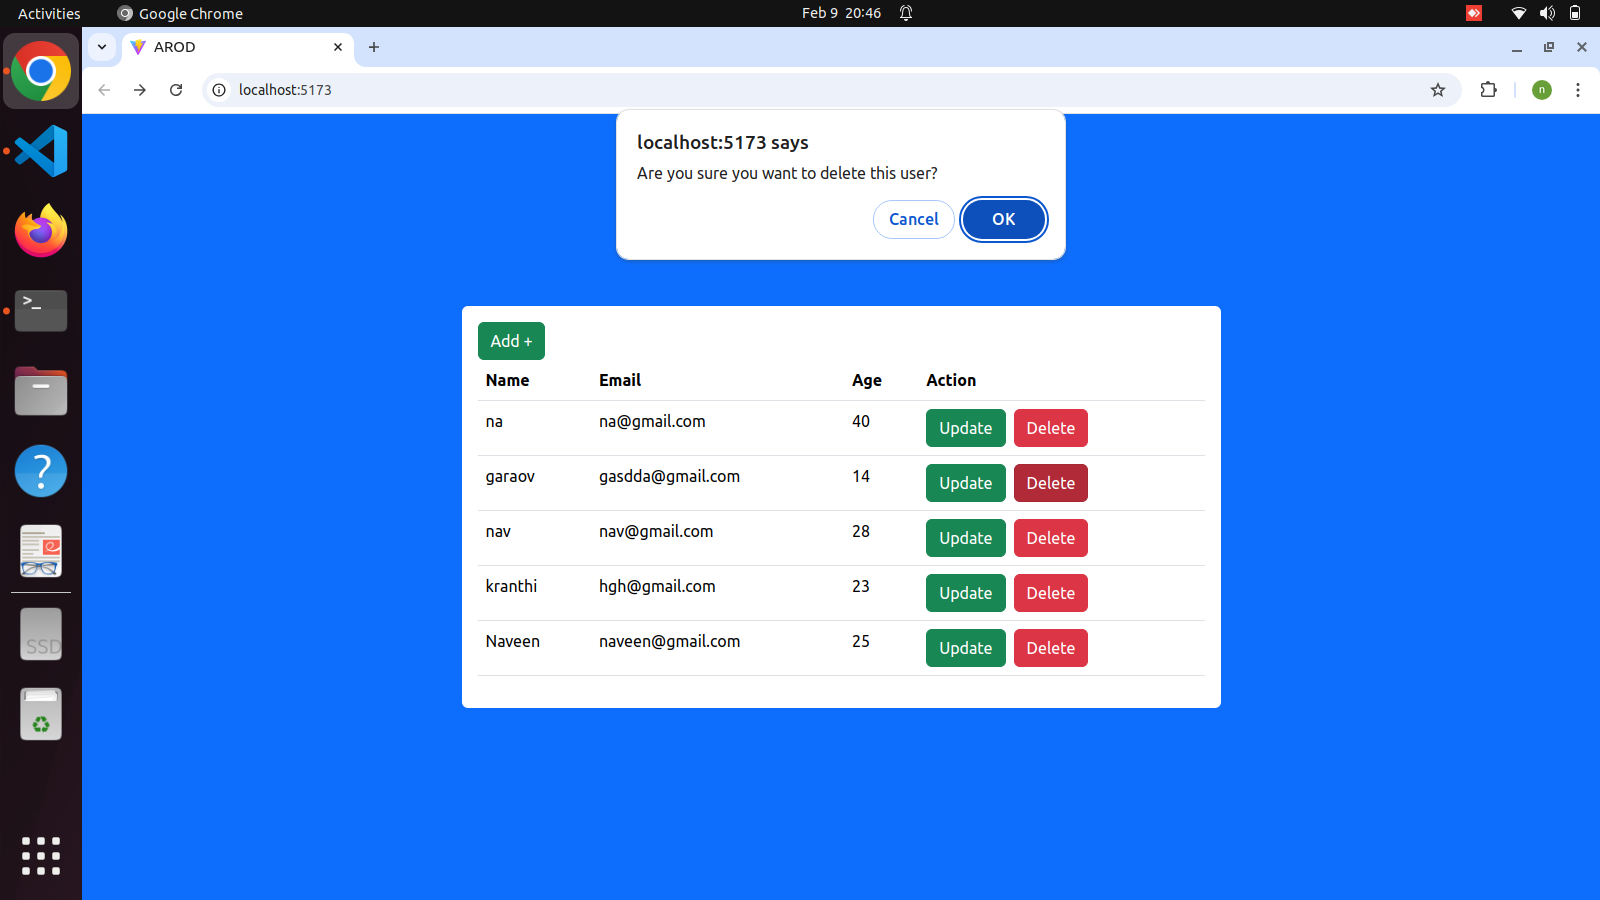 Activities Google Chrome Feb 9 20:46
AROD
localhost:5173
n
localhost:5173 says
Are you sure you want to delete this user?
Cancel OK
Add +
Name Email Age Action
na na@gmail.com 40 Update Delete
garaov gasdda@gmail.com 14 Update Delete
nav nav@gmail.com 28 Update Delete
kranthi hgh@gmail.com 23 Update Delete
Naveen naveen@gmail.com 25 Update Delete
>_
?
SSD